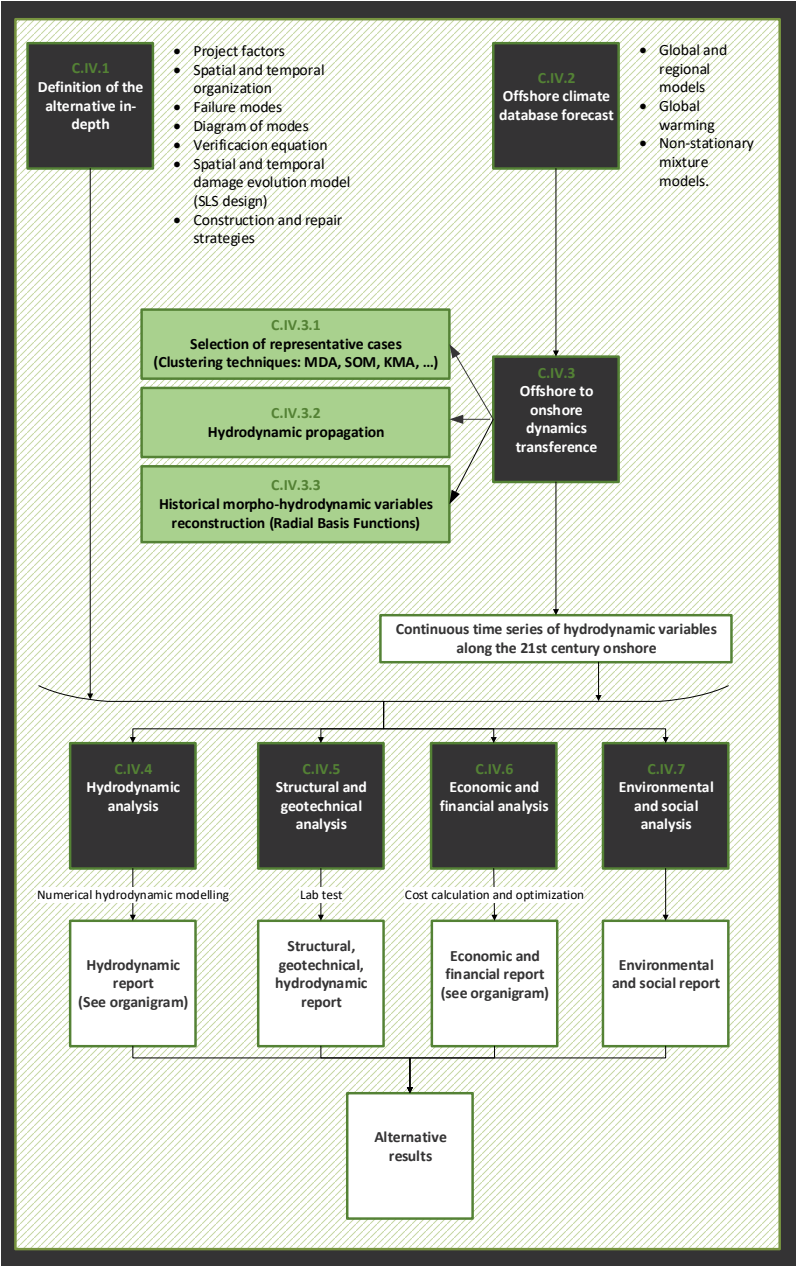 C.IV.1
Definition of the
alternative in-
depth
• Project factors
• Spatial and temporal
organization
• Failure modes
• Diagram of modes
• Verificacion equation
• Spatial and temporal
damage evolution model
(SLS design)
• Construction and repair
strategies
C.IV.2
Offshore climate
database forecast
• Global and
regional
models
• Global
warming
• Non-stationary
mixture
models.
C.IV.3.1
Selection of representative cases
(Clustering techniques: MDA, SOM, KMA, ...)
C.IV.3.2
Hydrodynamic propagation
C.IV.3.3
Historical morpho-hydrodynamic variables
reconstruction (Radial Basis Functions)
C.IV.3
Offshore to
onshore
dynamics
transference
Continuous time series of hydrodynamic variables
along the 21st century onshore
C.IV.4
Hydrodynamic
analysis
C.IV.5
Structural and
geotechnical
analysis
C.IV.6
Economic and
financial analysis
C.IV.7
Environmental
and social
analysis
Numerical hydrodynamic modelling
Lab test
Cost calculation and optimization
Hydrodynamic
report
(See organigram)
Structural,
geotechnical,
hydrodynamic
report
Economic and
financial report
(see organigram)
Environmental
and social report
Alternative
results